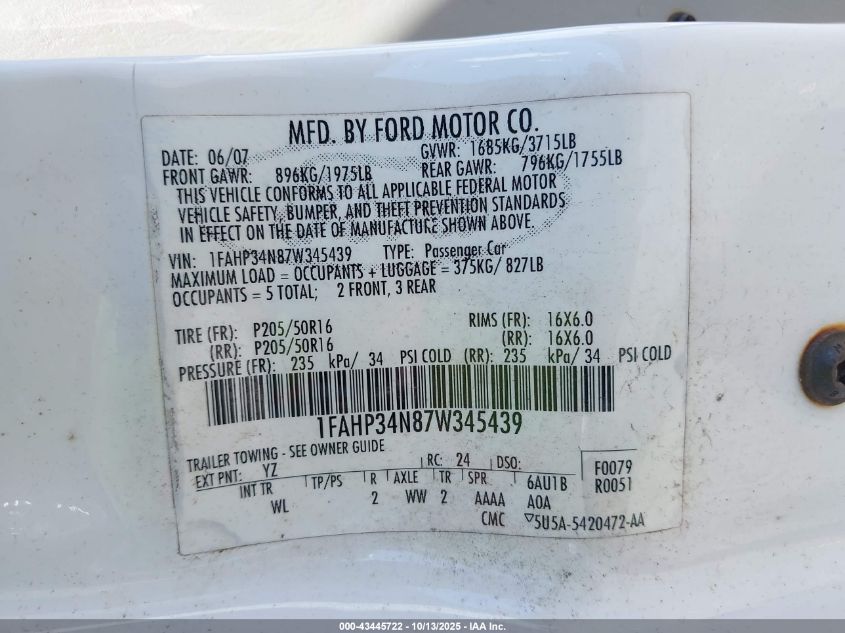 MFD. BY FORD MOTOR CO.
DATE: 06/07 GVWR: 1685KG/3715LB
FRONT GAWR: 896KG/1975LB REAR GAWR: 796KG/1755LB
THIS VEHICLE CONFORMS TO ALL APPLICABLE FEDERAL MOTOR
VEHICLE SAFETY, BUMPER, AND THEFT PREVENTION STANDARDS
IN EFFECT ON THE DATE OF MANUFACTURE SHOWN ABOVE.
VIN: 1FAHP34N87W345439 TYPE: Passenger Car
MAXIMUM LOAD = OCCUPANTS + LUGGAGE = 375KG/ 827LB
OCCUPANTS = 5 TOTAL; 2 FRONT, 3 REAR
TIRE (FR): P205/50R16 RIMS (FR): 16X6.0
(RR): P205/50R16 (RR): 16X6.0
PRESSURE (FR): 235 kPa/ 34 PSI COLD (RR): 235 kPa/ 34 PSI COLD
1FAHP34N87W345439
TRAILER TOWING - SEE OWNER GUIDE
EXT PNT: YZ RC: 24 DSO: F0079
INT TR TP/PS R AXLE TR SPR 6AU1B R0051
WL 2 WW 2 AAAA A0A
CMC 5U5A-5420472-AA
000-43445722 - 10/13/2025 - IAA Inc.